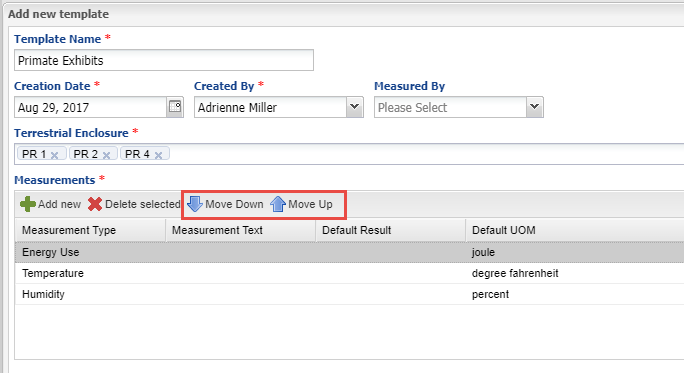 Add new template
Template Name *
Primate Exhibits
Creation Date * Created By * Measured By
Aug 29, 2017 Adrienne Miller Please Select
Terrestrial Enclosure *
PR 1 PR 2 PR 4
Measurements *
Add new Delete selected Move Down Move Up
Measurement Type Measurement Text Default Result Default UOM
Energy Use joule
Temperature degree fahrenheit
Humidity percent